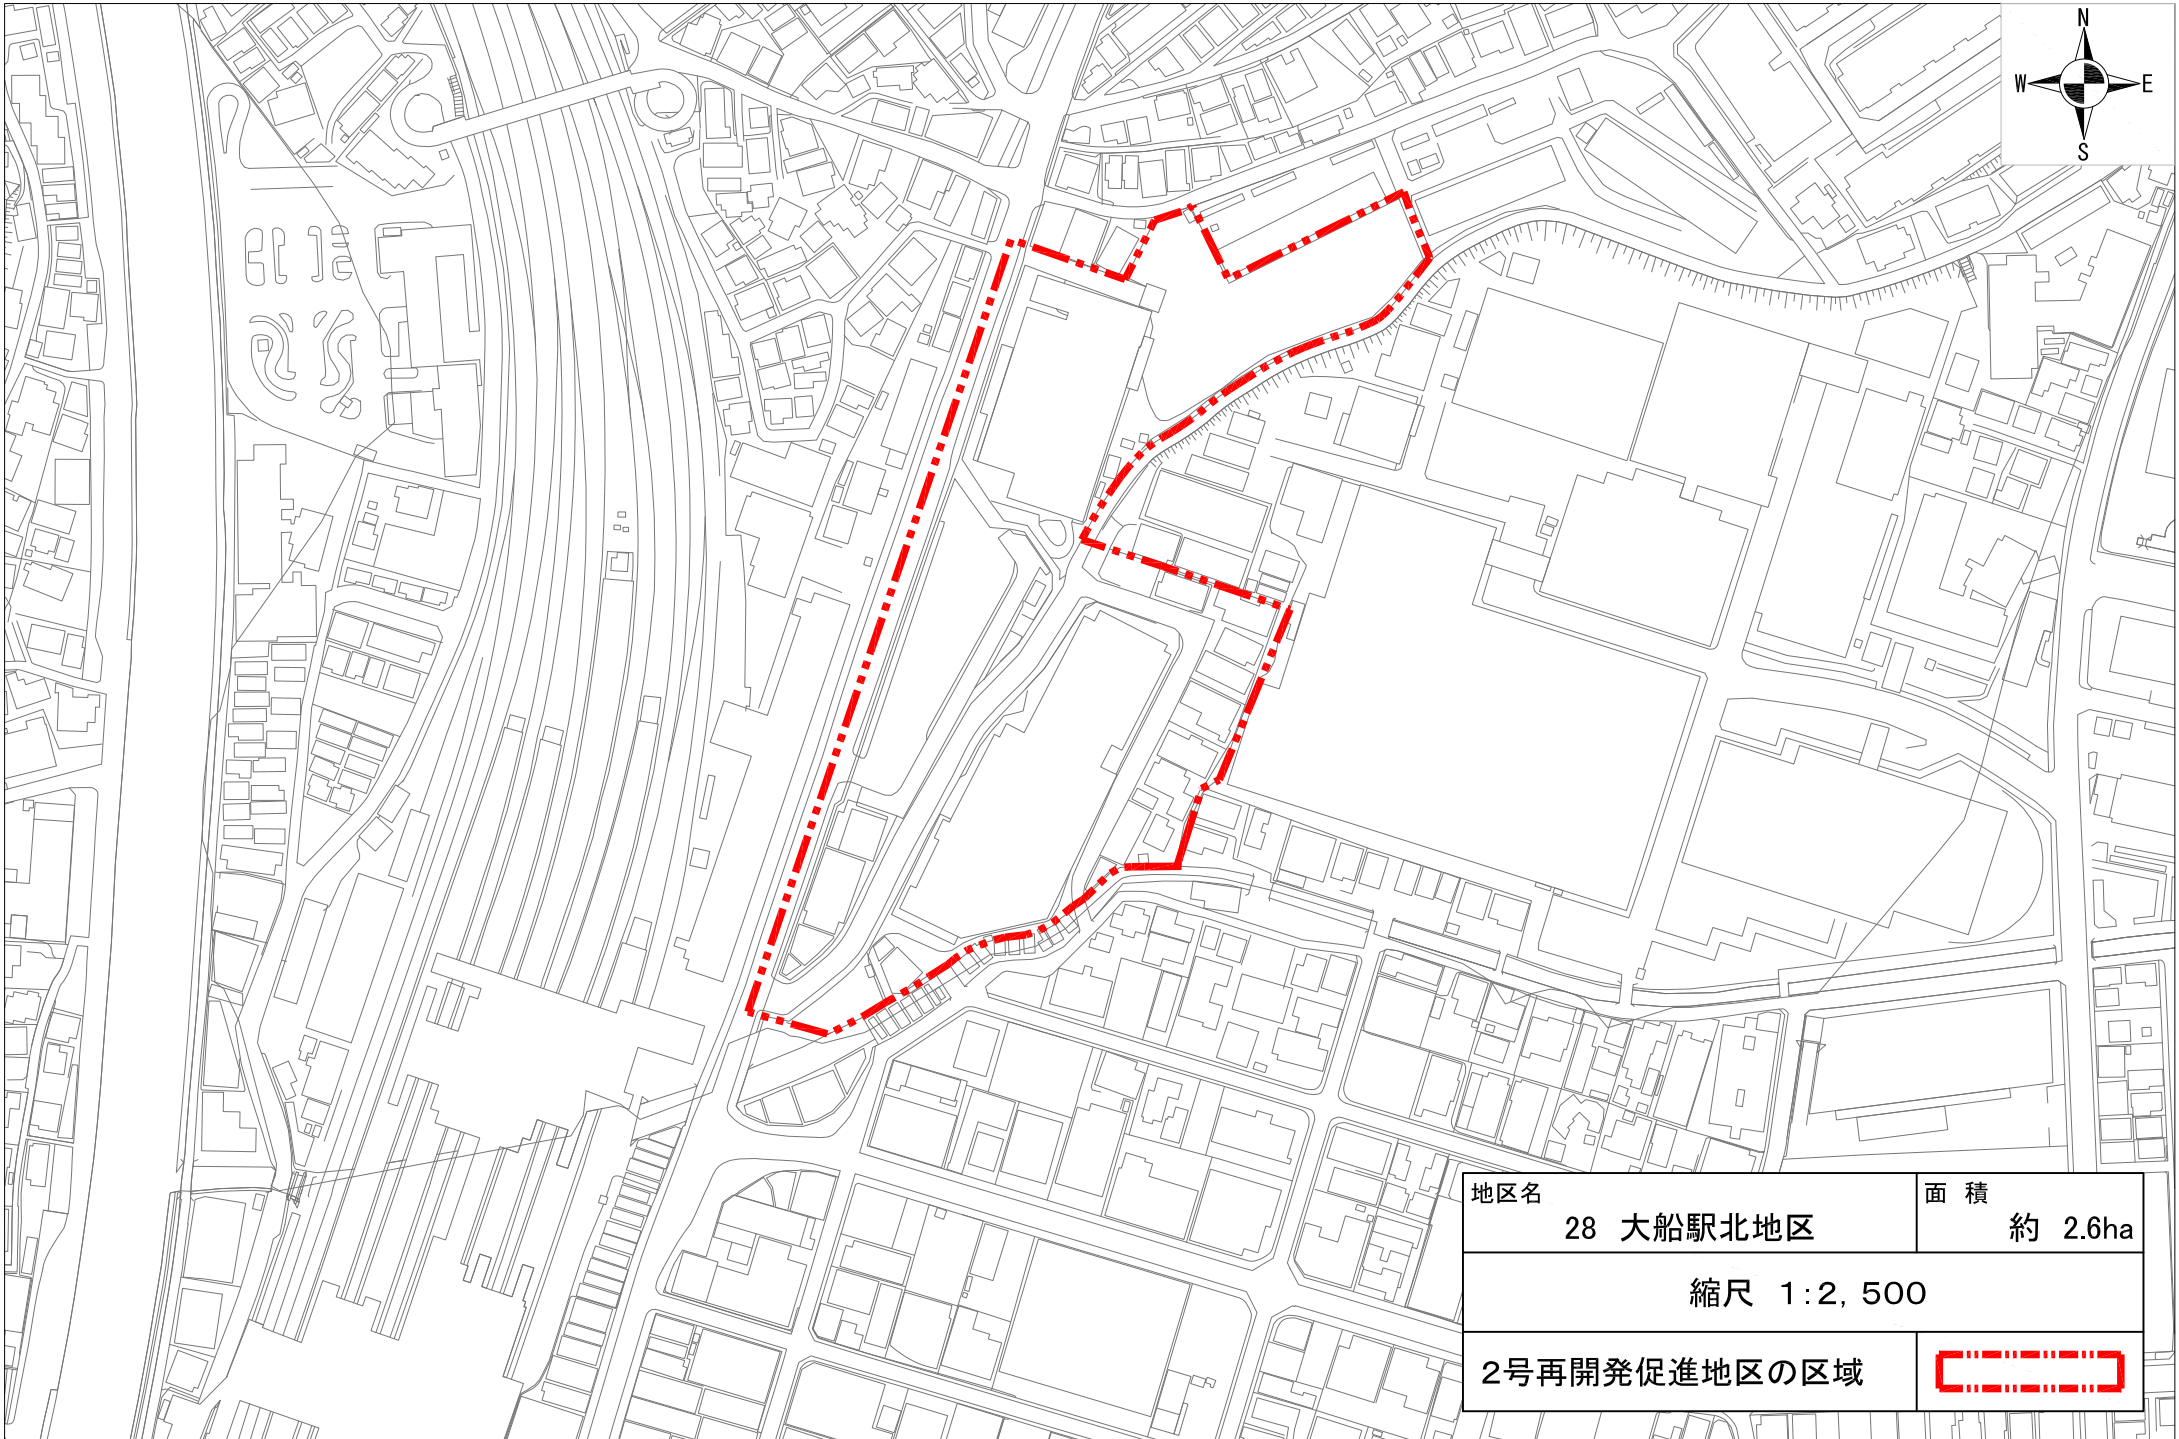 N
W E
S
地区名
28 大船駅北地区
面 積
約 2.6ha
縮尺 1:2,500
2号再開発促進地区の区域